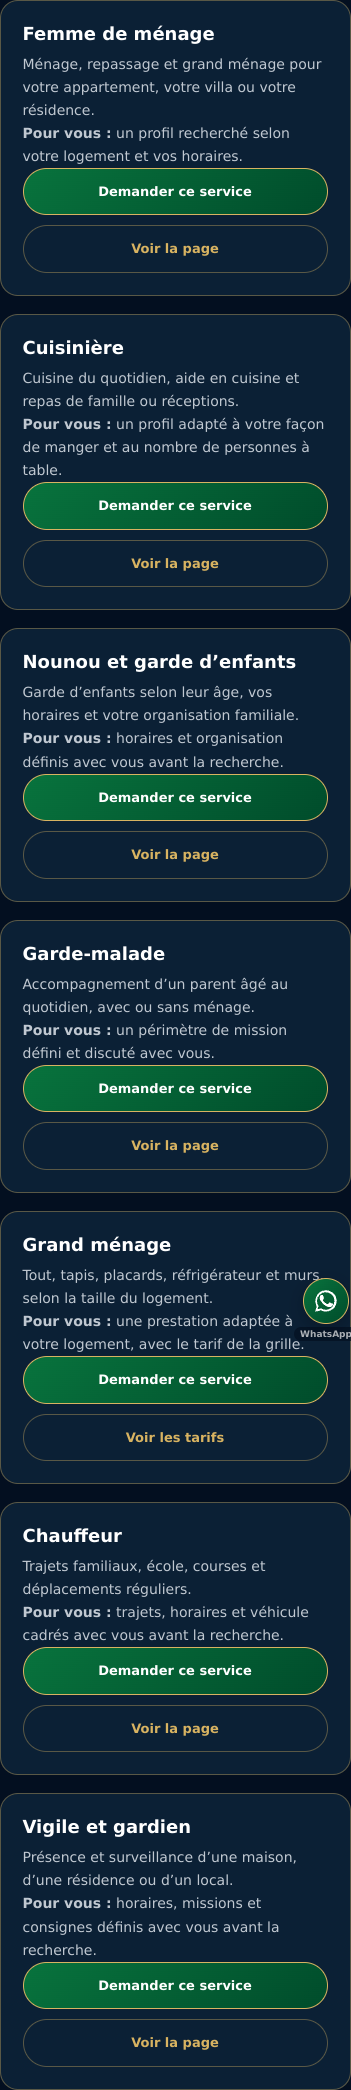 Femme de ménage
Ménage, repassage et grand ménage pour
votre appartement, votre villa ou votre
résidence.
Pour vous : un profil recherché selon
votre logement et vos horaires.
Demander ce service
Voir la page
Cuisinière
Cuisine du quotidien, aide en cuisine et
repas de famille ou réceptions.
Pour vous : un profil adapté à votre façon
de manger et au nombre de personnes à
table.
Demander ce service
Voir la page
Nounou et garde d’enfants
Garde d’enfants selon leur âge, vos
horaires et votre organisation familiale.
Pour vous : horaires et organisation
définis avec vous avant la recherche.
Demander ce service
Voir la page
Garde-malade
Accompagnement d’un parent âgé au
quotidien, avec ou sans ménage.
Pour vous : un périmètre de mission
défini et discuté avec vous.
Demander ce service
Voir la page
Grand ménage
Tout, tapis, placards, réfrigérateur et murs
selon la taille du logement.
Pour vous : une prestation adaptée à
votre logement, avec le tarif de la grille.
WhatsApp
Demander ce service
Voir les tarifs
Chauffeur
Trajets familiaux, école, courses et
déplacements réguliers.
Pour vous : trajets, horaires et véhicule
cadrés avec vous avant la recherche.
Demander ce service
Voir la page
Vigile et gardien
Présence et surveillance d’une maison,
d’une résidence ou d’un local.
Pour vous : horaires, missions et
consignes définis avec vous avant la
recherche.
Demander ce service
Voir la page